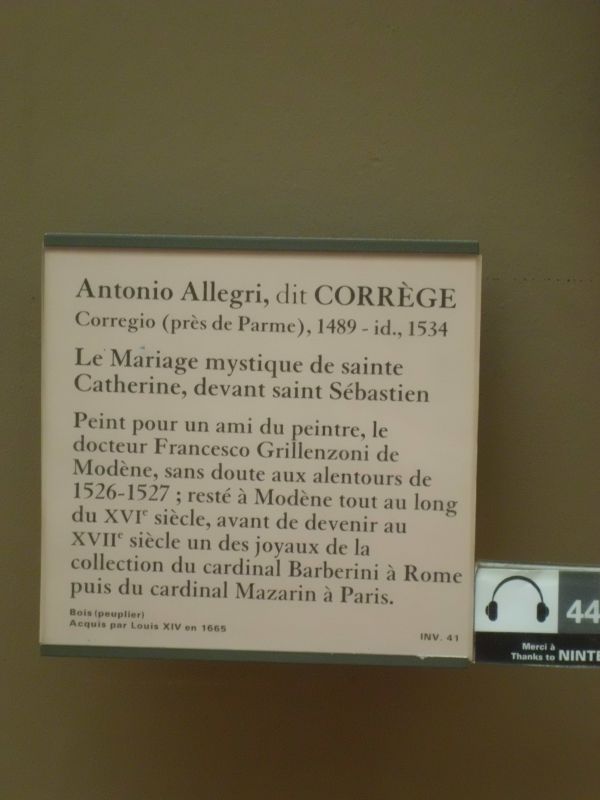 Antonio Allegri, dit CORRÈGE
Corregio (près de Parme), 1489 - id., 1534
Le Mariage mystique de sainte
Catherine, devant saint Sébastien
Peint pour un ami du peintre, le
docteur Francesco Grillenzoni de
Modène, sans doute aux alentours de
1526-1527 ; resté à Modène tout au long
du XVIe siècle, avant de devenir au
XVIIe siècle un des joyaux de la
collection du cardinal Barberini à Rome
puis du cardinal Mazarin à Paris.
Bois (peuplier)
Acquis par Louis XIV en 1665
INV. 41
44
Merci à
Thanks to NINTE